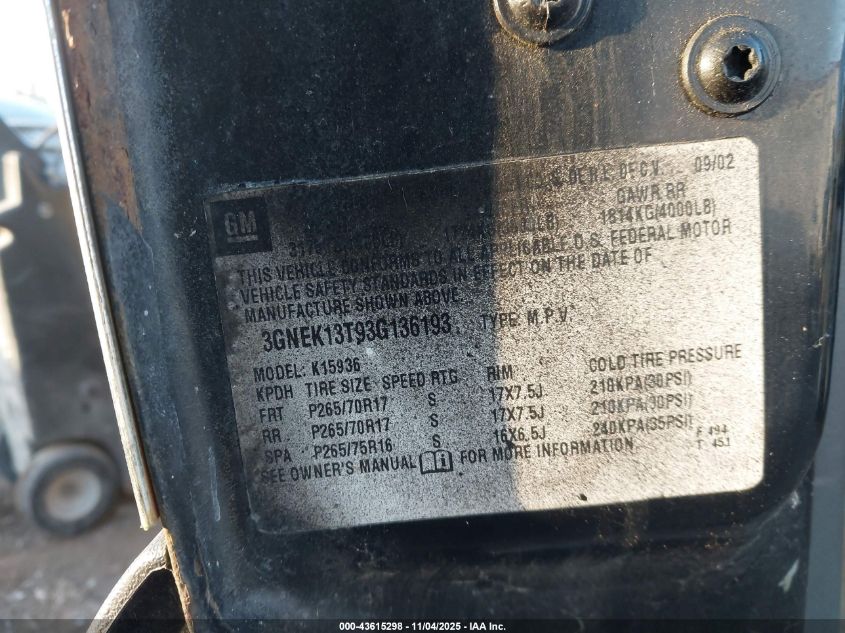 GM
09/02
GAWR RR
1814KG(4000LB)
THIS VEHICLE CONFORMS TO ALL APPLICABLE U.S. FEDERAL MOTOR
VEHICLE SAFETY STANDARDS IN EFFECT ON THE DATE OF
MANUFACTURE SHOWN ABOVE.
3GNEK13T93G136193 TYPE: M.P.V.
MODEL: K15936
KPDH TIRE SIZE SPEED RTG RIM COLD TIRE PRESSURE
FRT P265/70R17 S 17X7.5J 210KPA(30PSI)
RR P265/70R17 S 17X7.5J 210KPA(30PSI)
SPA P265/75R16 S 16X6.5J 240KPA(35PSI)
SEE OWNER'S MANUAL FOR MORE INFORMATION
000-43615298 - 11/04/2025 - IAA Inc.